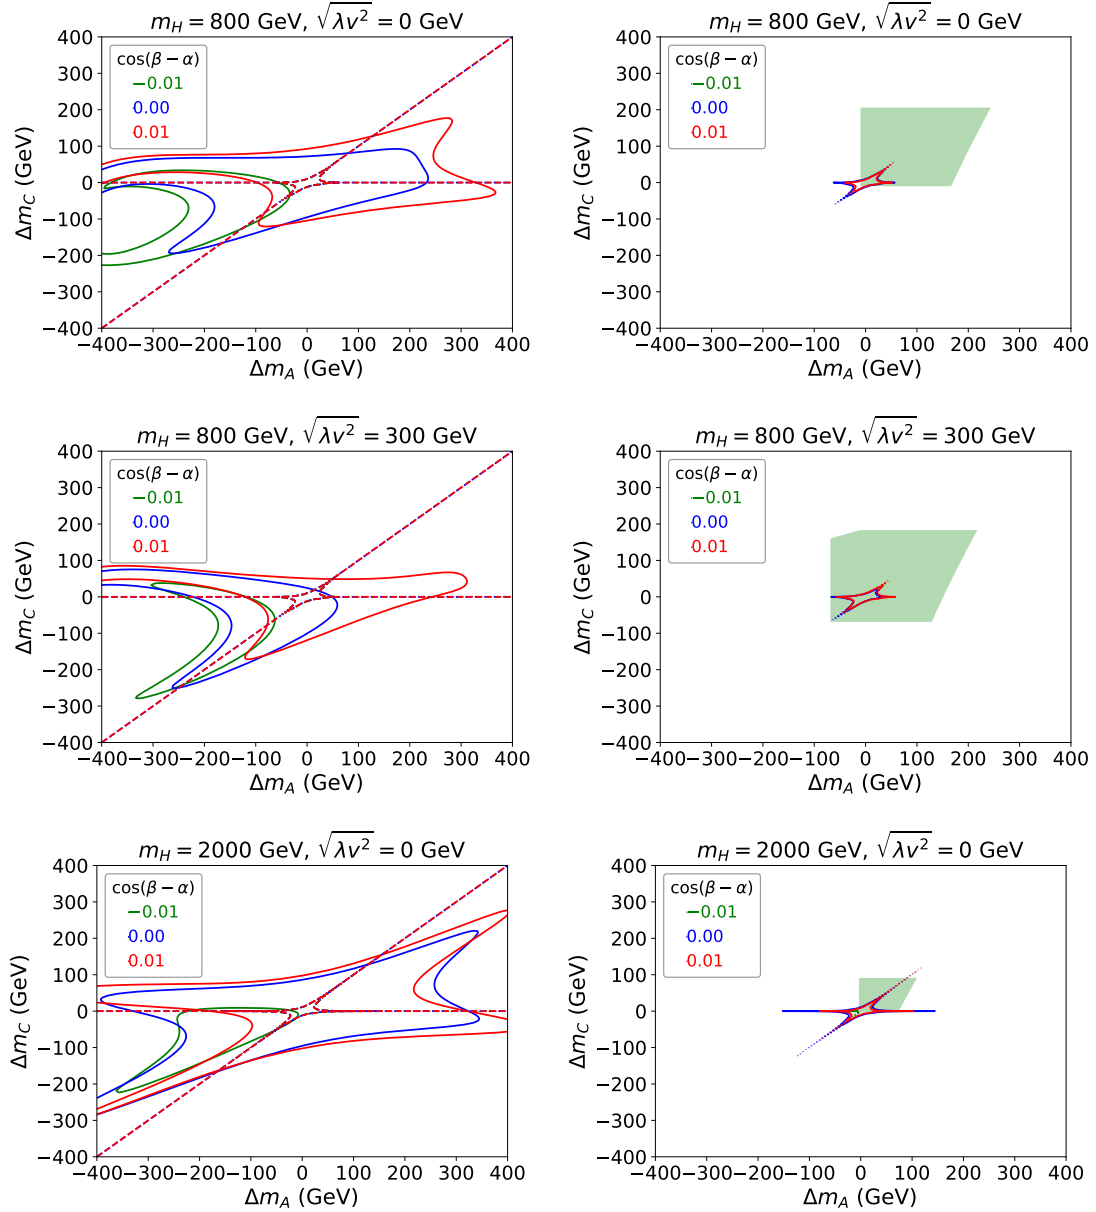 m_H = 800 GeV, √λv² = 0 GeV
400
300
200
100
0
−100
−200
−300
−400
Δm_C (GeV)
cos(β − α)
−0.01
0.00
0.01
−400 −300 −200 −100 0 100 200 300 400
Δm_A (GeV)
m_H = 800 GeV, √λv² = 0 GeV
400
300
200
100
0
−100
−200
−300
−400
Δm_C (GeV)
cos(β − α)
−0.01
0.00
0.01
−400 −300 −200 −100 0 100 200 300 400
Δm_A (GeV)
m_H = 800 GeV, √λv² = 300 GeV
400
300
200
100
0
−100
−200
−300
−400
Δm_C (GeV)
cos(β − α)
−0.01
0.00
0.01
−400 −300 −200 −100 0 100 200 300 400
Δm_A (GeV)
m_H = 800 GeV, √λv² = 300 GeV
400
300
200
100
0
−100
−200
−300
−400
Δm_C (GeV)
cos(β − α)
−0.01
0.00
0.01
−400 −300 −200 −100 0 100 200 300 400
Δm_A (GeV)
m_H = 2000 GeV, √λv² = 0 GeV
400
300
200
100
0
−100
−200
−300
−400
Δm_C (GeV)
cos(β − α)
−0.01
0.00
0.01
−400 −300 −200 −100 0 100 200 300 400
Δm_A (GeV)
m_H = 2000 GeV, √λv² = 0 GeV
400
300
200
100
0
−100
−200
−300
−400
Δm_C (GeV)
cos(β − α)
−0.01
0.00
0.01
−400 −300 −200 −100 0 100 200 300 400
Δm_A (GeV)